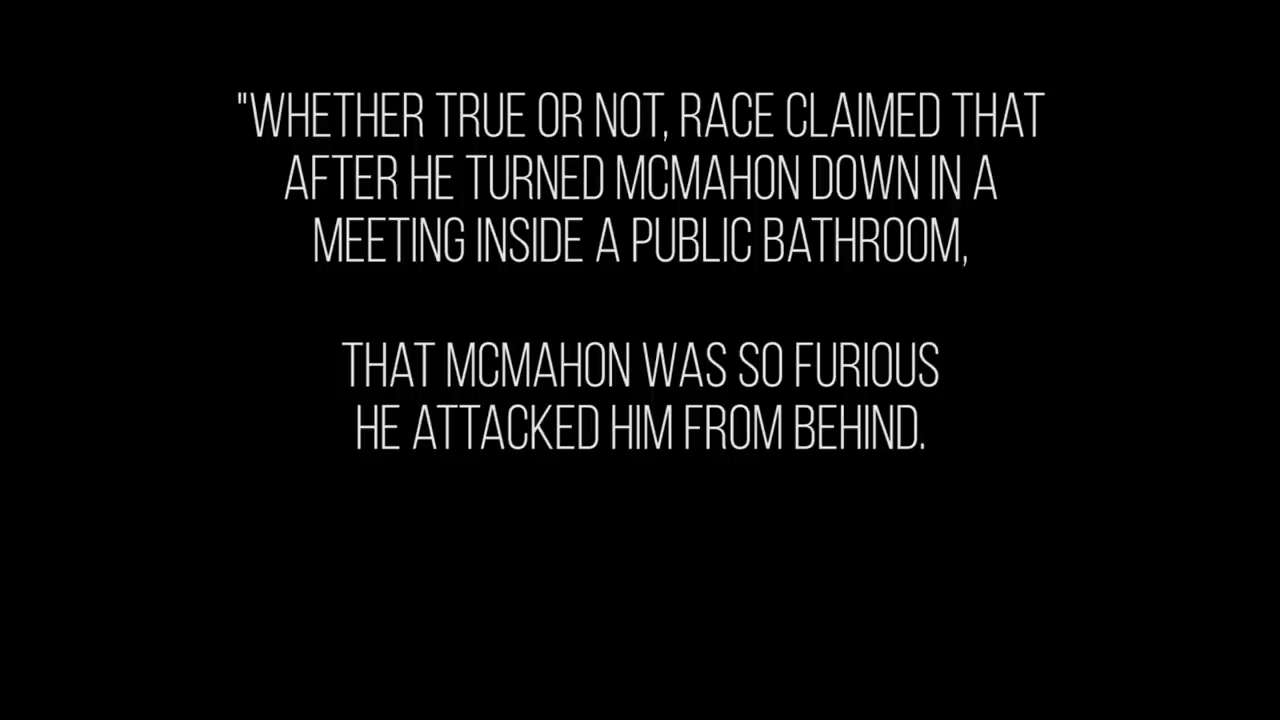 "WHETHER TRUE OR NOT, RACE CLAIMED THAT
AFTER HE TURNED MCMAHON DOWN IN A
MEETING INSIDE A PUBLIC BATHROOM,
THAT MCMAHON WAS SO FURIOUS
HE ATTACKED HIM FROM BEHIND.